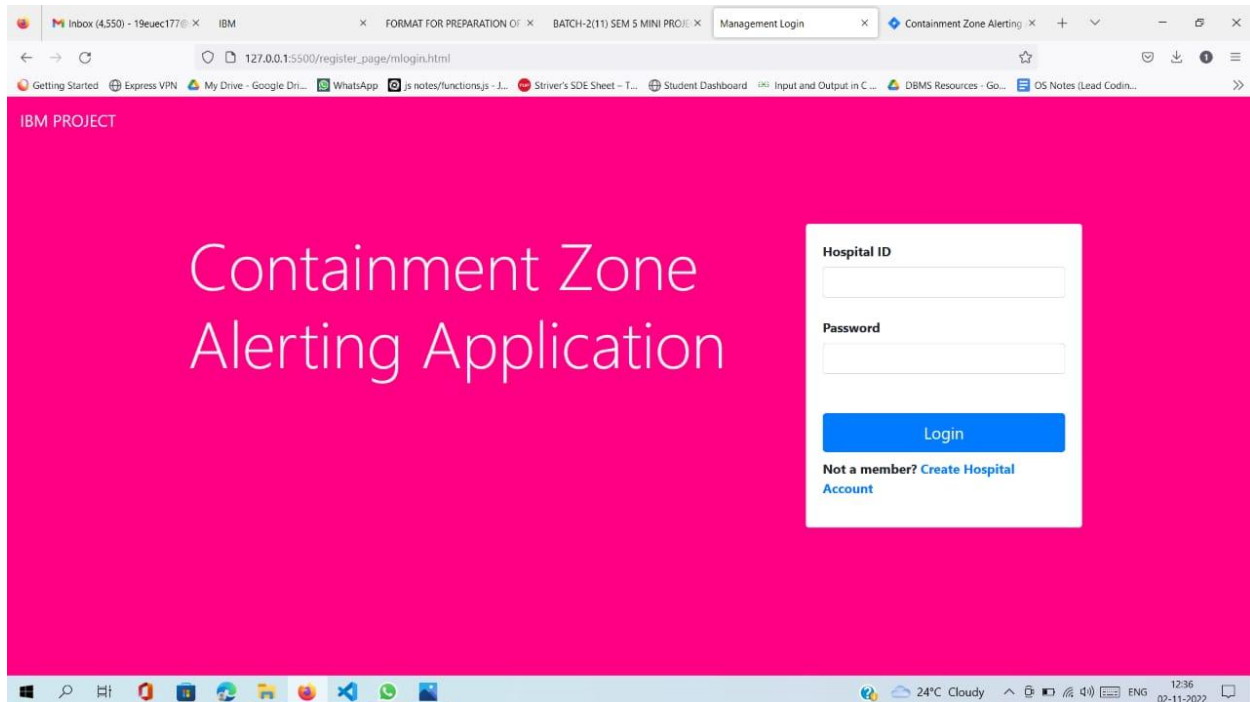 Inbox (4,550) - 19euec177@
IBM
FORMAT FOR PREPARATION OF
BATCH-2(11) SEM 5 MINI PROJE
Management Login
Containment Zone Alerting
127.0.0.1:5500/register_page/mlogin.html
Getting Started
Express VPN
My Drive - Google Dri...
WhatsApp
js notes/functions.js - J...
Striver's SDE Sheet – T...
Student Dashboard
Input and Output in C ...
DBMS Resources - Go...
OS Notes (Lead Codin...
IBM PROJECT
Containment Zone
Alerting Application
Hospital ID
Password
Login
Not a member? Create Hospital
Account
24°C Cloudy
ENG
12:36
02-11-2022